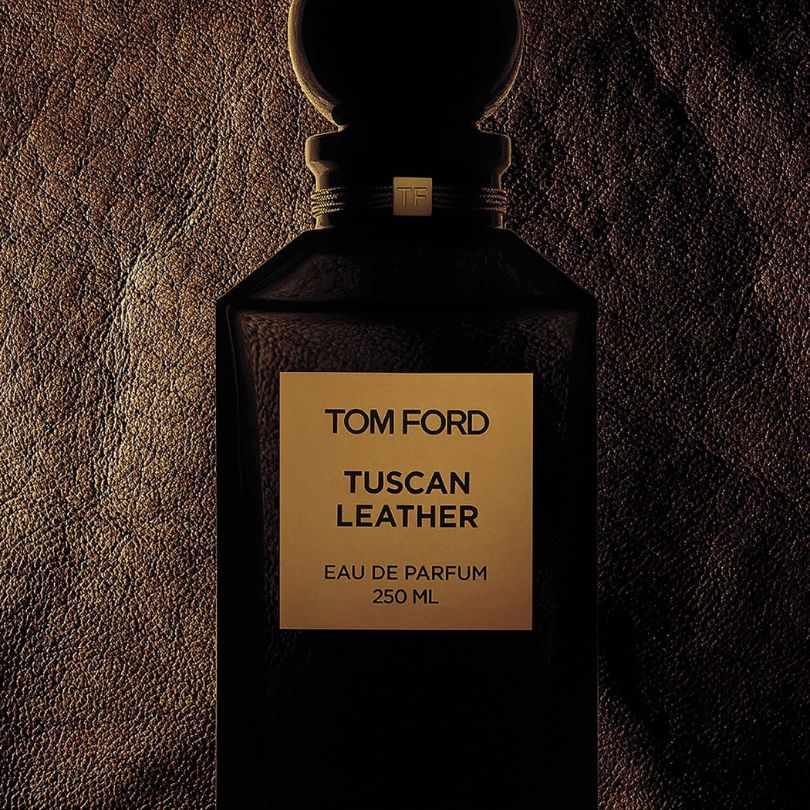 TF
TOM FORD
TUSCAN
LEATHER
EAU DE PARFUM
250 ML